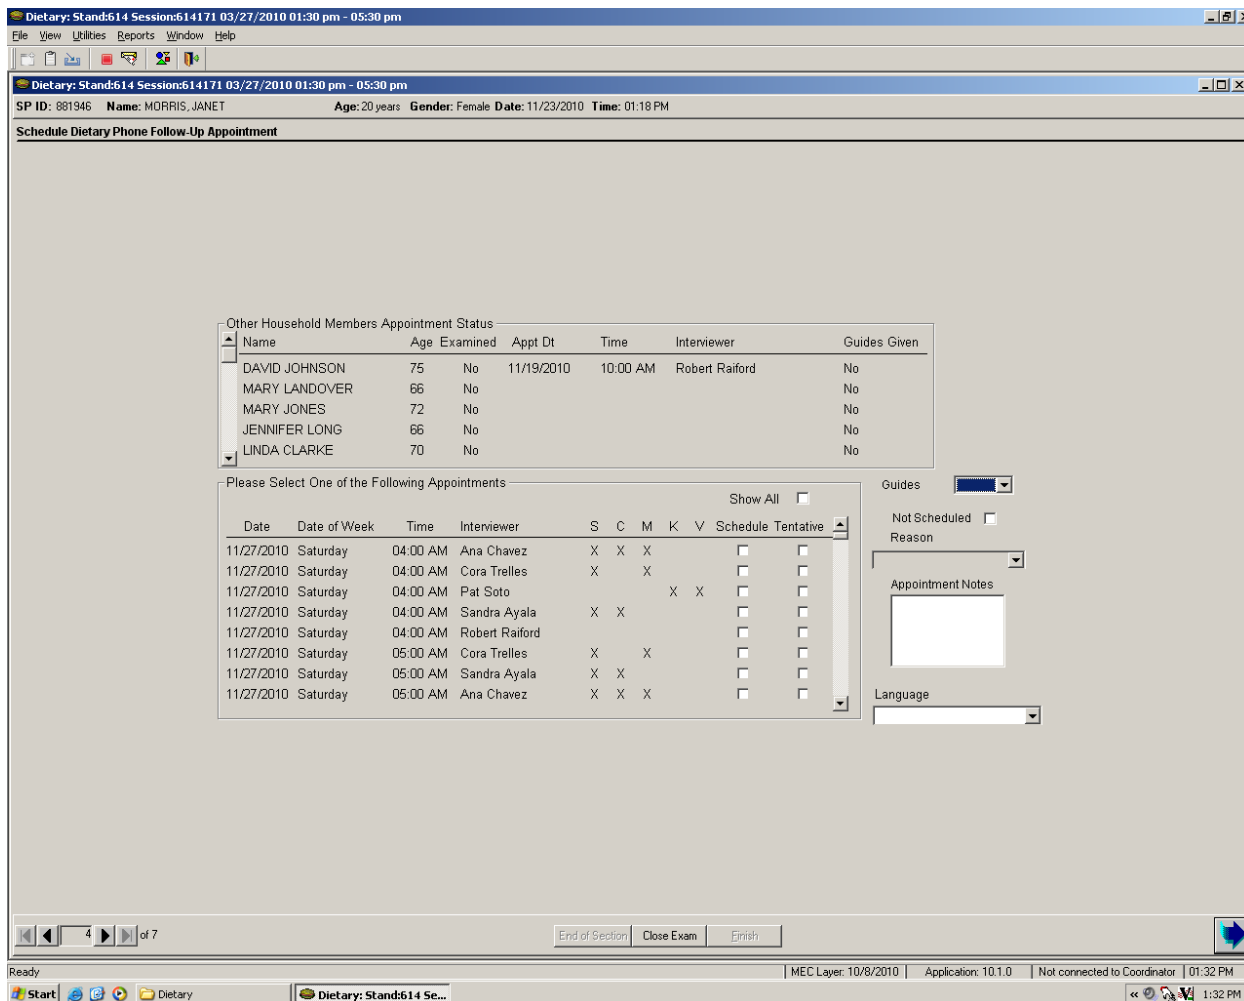 Dietary: Stand:614 Session:614171 03/27/2010 01:30 pm - 05:30 pm
File View Utilities Reports Window Help
Dietary: Stand:614 Session:614171 03/27/2010 01:30 pm - 05:30 pm
SP ID: 881946 Name: MORRIS, JANET Age: 20 years Gender: Female Date: 11/23/2010 Time: 01:18 PM
Schedule Dietary Phone Follow-Up Appointment
Other Household Members Appointment Status
Name Age Examined Appt Dt Time Interviewer Guides Given
DAVID JOHNSON 75 No 11/19/2010 10:00 AM Robert Raiford No
MARY LANDOVER 66 No No
MARY JONES 72 No No
JENNIFER LONG 66 No No
LINDA CLARKE 70 No No
Please Select One of the Following Appointments
Show All
Date Date of Week Time Interviewer S C M K V Schedule Tentative
11/27/2010 Saturday 04:00 AM Ana Chavez X X X
11/27/2010 Saturday 04:00 AM Cora Trelles X X
11/27/2010 Saturday 04:00 AM Pat Soto X X
11/27/2010 Saturday 04:00 AM Sandra Ayala X X
11/27/2010 Saturday 04:00 AM Robert Raiford
11/27/2010 Saturday 05:00 AM Cora Trelles X X
11/27/2010 Saturday 05:00 AM Sandra Ayala X X
11/27/2010 Saturday 05:00 AM Ana Chavez X X X
Guides
Not Scheduled
Reason
Appointment Notes
Language
4 of 7 End of Section Close Exam Finish
Ready MEC Layer: 10/8/2010 Application: 10.1.0 Not connected to Coordinator 01:32 PM
Start Dietary Dietary: Stand:614 Se... 1:32 PM